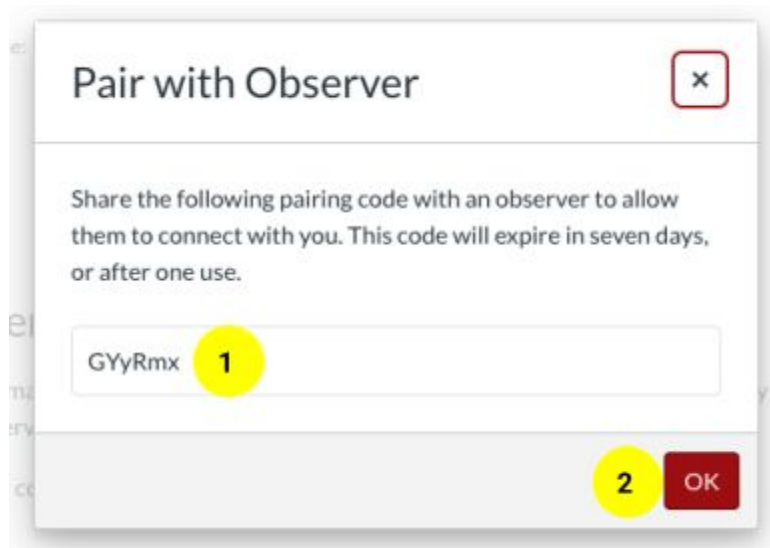 Pair with Observer
×
Share the following pairing code with an observer to allow
them to connect with you. This code will expire in seven days,
or after one use.
GYyRmx 1
2 OK